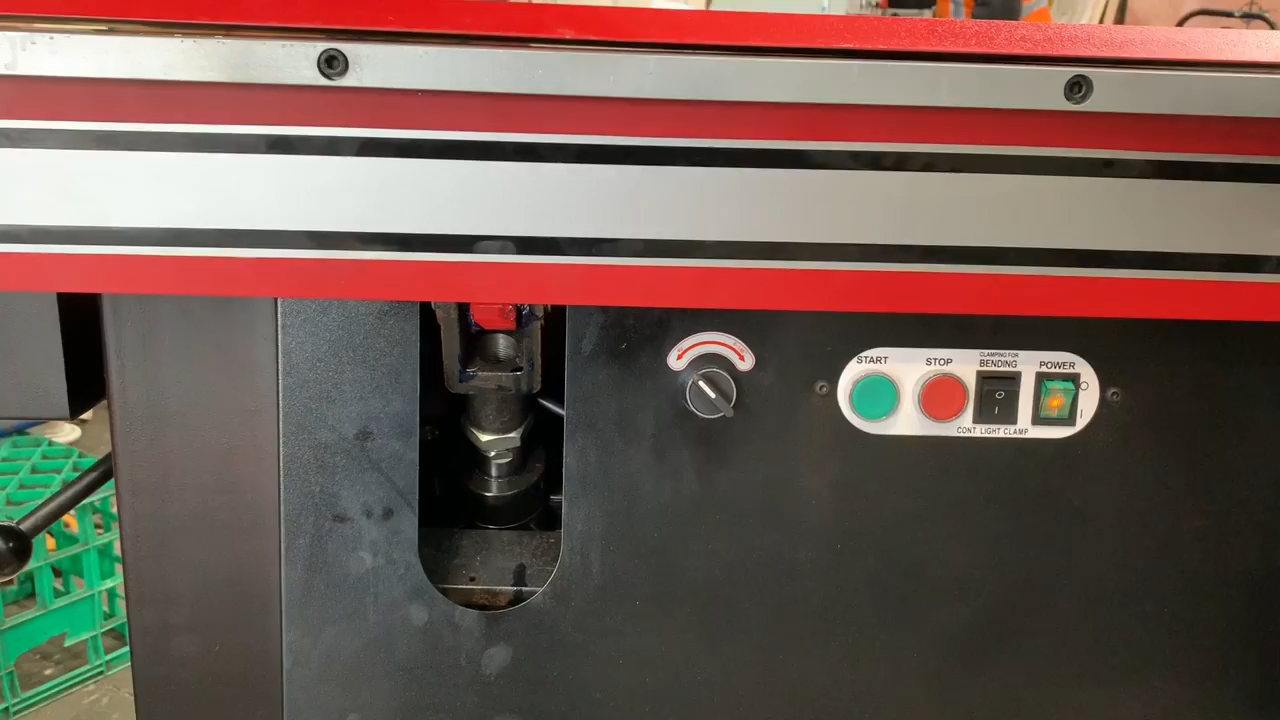 START
STOP
CLAMPING FOR
BENDING
POWER
O
I
O
I
CONT. LIGHT CLAMP